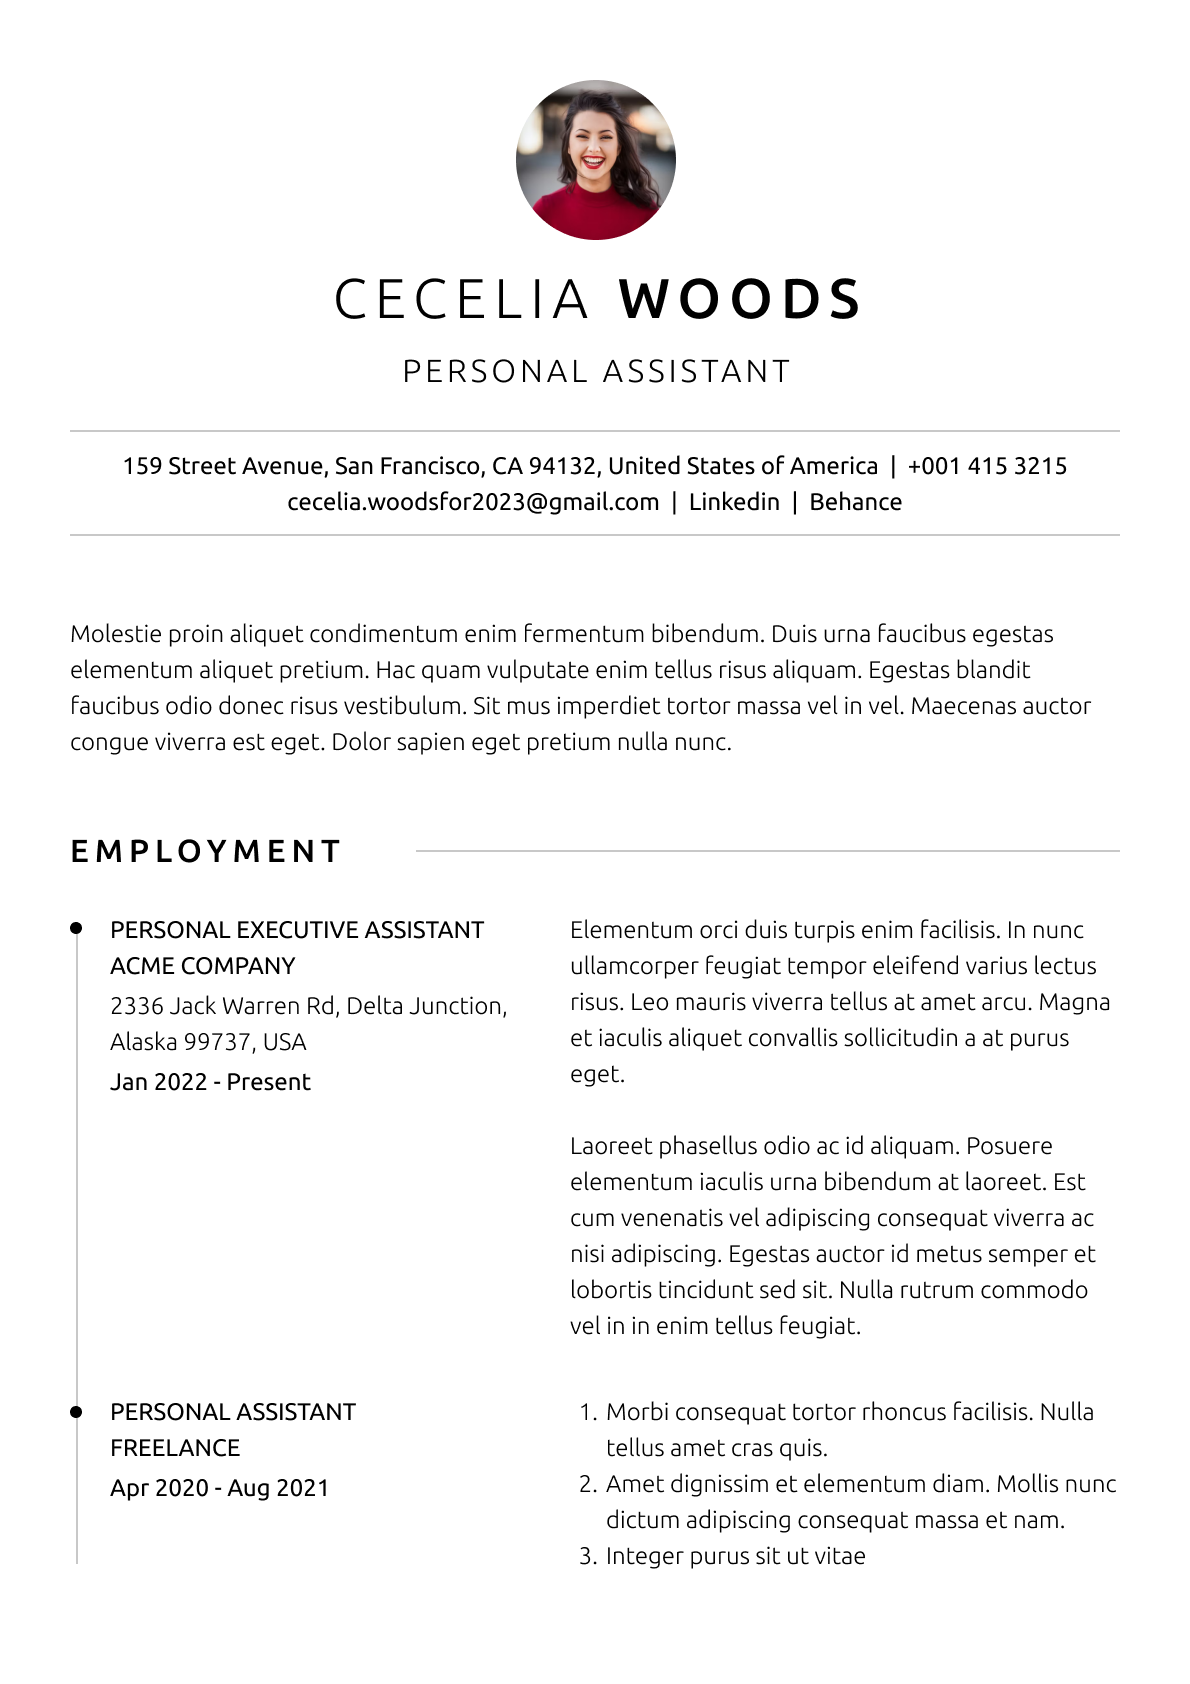 CECELIA WOODS
PERSONAL ASSISTANT
159 Street Avenue, San Francisco, CA 94132, United States of America | +001 415 3215
cecelia.woodsfor2023@gmail.com | Linkedin | Behance
Molestie proin aliquet condimentum enim fermentum bibendum. Duis urna faucibus egestas
elementum aliquet pretium. Hac quam vulputate enim tellus risus aliquam. Egestas blandit
faucibus odio donec risus vestibulum. Sit mus imperdiet tortor massa vel in vel. Maecenas auctor
congue viverra est eget. Dolor sapien eget pretium nulla nunc.
EMPLOYMENT
PERSONAL EXECUTIVE ASSISTANT
ACME COMPANY
2336 Jack Warren Rd, Delta Junction,
Alaska 99737, USA
Jan 2022 - Present
Elementum orci duis turpis enim facilisis. In nunc
ullamcorper feugiat tempor eleifend varius lectus
risus. Leo mauris viverra tellus at amet arcu. Magna
et iaculis aliquet convallis sollicitudin a at purus
eget.
Laoreet phasellus odio ac id aliquam. Posuere
elementum iaculis urna bibendum at laoreet. Est
cum venenatis vel adipiscing consequat viverra ac
nisi adipiscing. Egestas auctor id metus semper et
lobortis tincidunt sed sit. Nulla rutrum commodo
vel in in enim tellus feugiat.
PERSONAL ASSISTANT
FREELANCE
Apr 2020 - Aug 2021
1. Morbi consequat tortor rhoncus facilisis. Nulla
tellus amet cras quis.
2. Amet dignissim et elementum diam. Mollis nunc
dictum adipiscing consequat massa et nam.
3. Integer purus sit ut vitae